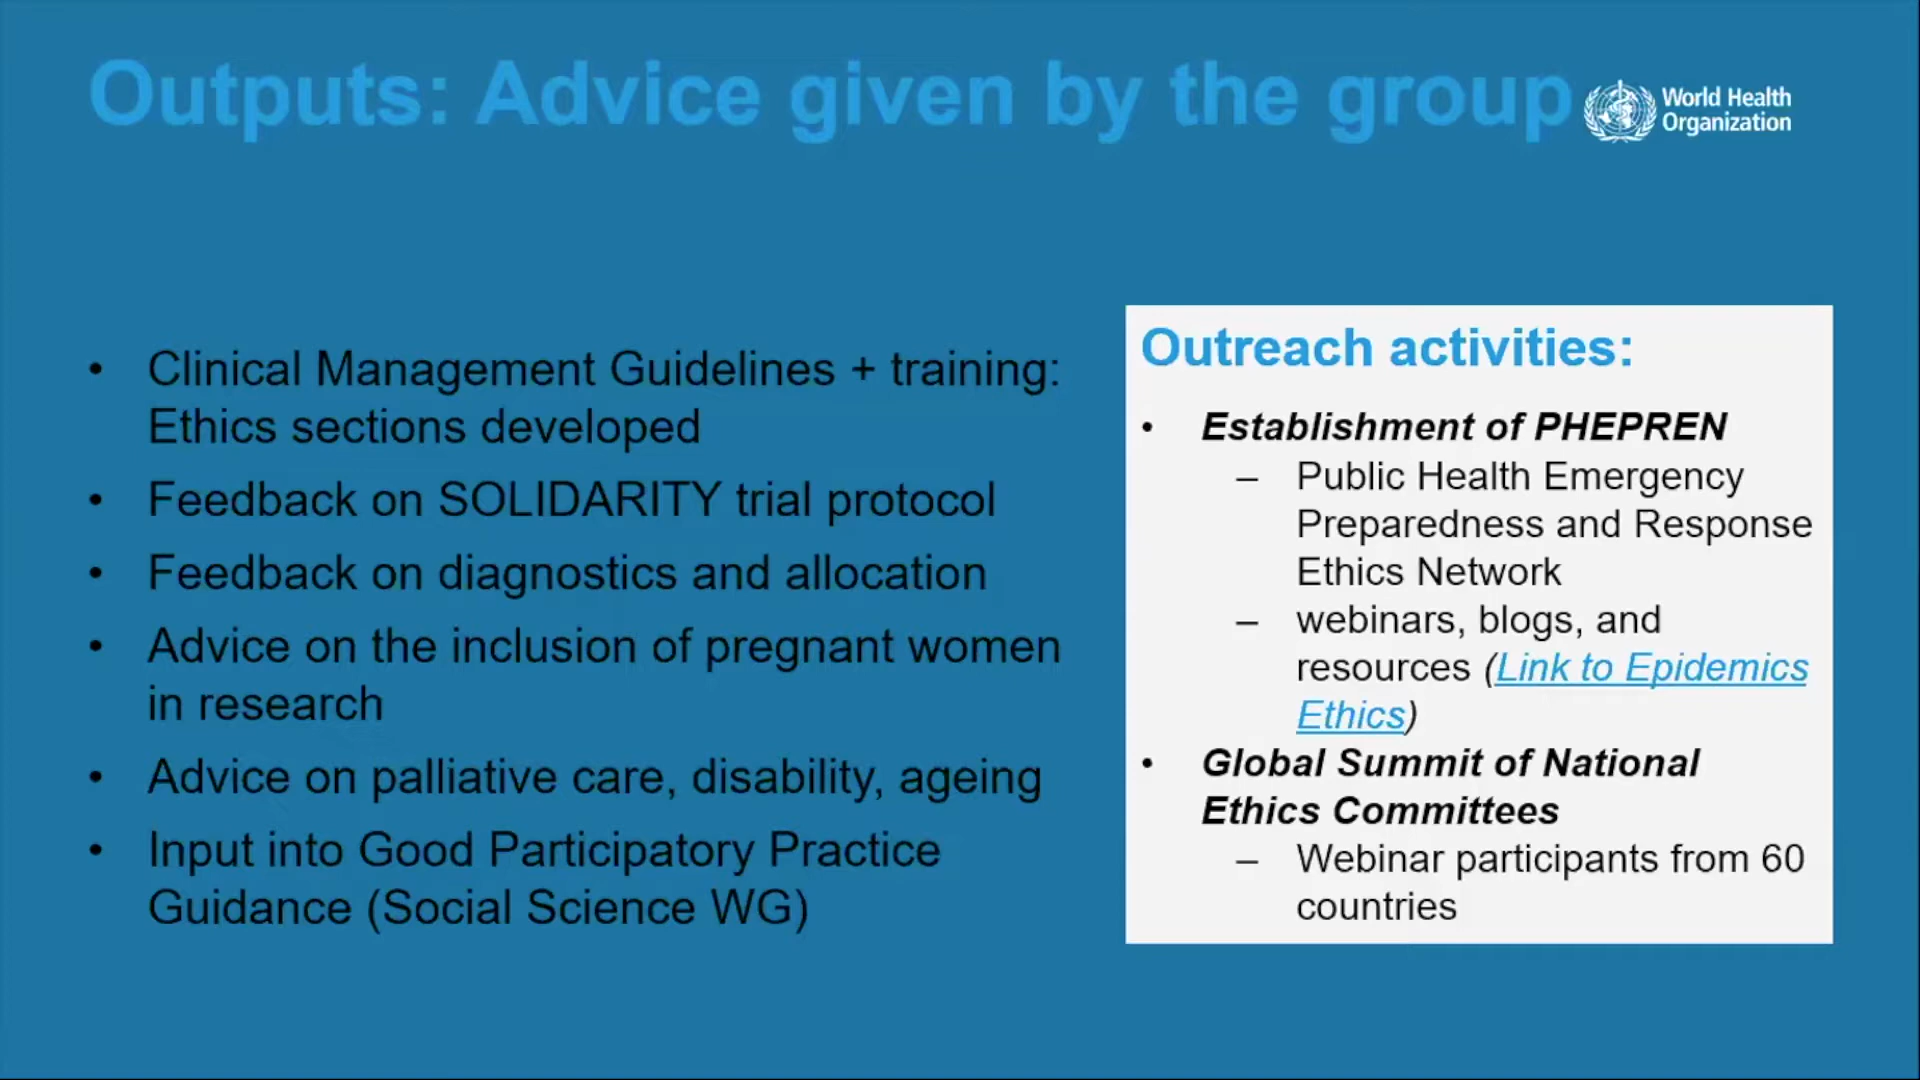 Outputs: Advice given by the group
World Health
Organization
• Clinical Management Guidelines + training:
Ethics sections developed
• Feedback on SOLIDARITY trial protocol
• Feedback on diagnostics and allocation
• Advice on the inclusion of pregnant women
in research
• Advice on palliative care, disability, ageing
• Input into Good Participatory Practice
Guidance (Social Science WG)
Outreach activities:
• Establishment of PHEPREN
– Public Health Emergency
Preparedness and Response
Ethics Network
– webinars, blogs, and
resources (Link to Epidemics
Ethics)
• Global Summit of National
Ethics Committees
– Webinar participants from 60
countries